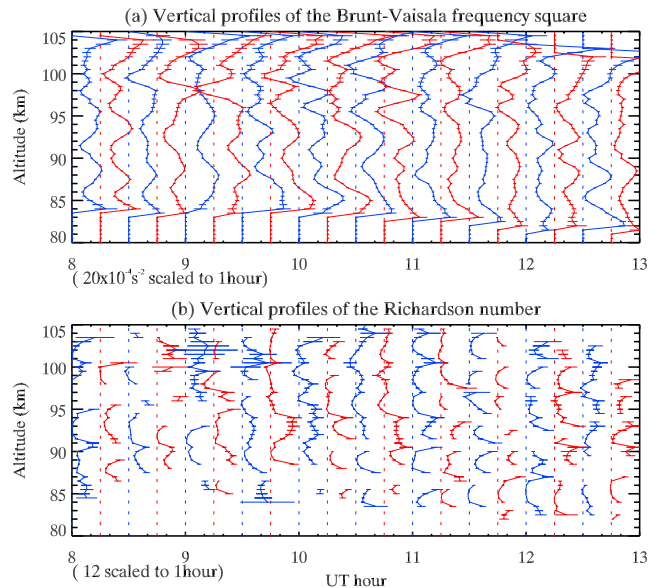 (a) Vertical profiles of the Brunt-Vaisala frequency square
105
100
95
90
85
80
Altitude (km)
8 9 10 11 12 13
( 20x10⁻⁴s⁻² scaled to 1hour)
(b) Vertical profiles of the Richardson number
105
100
95
90
85
80
Altitude (km)
8 9 10 11 12 13
( 12 scaled to 1hour)
UT hour